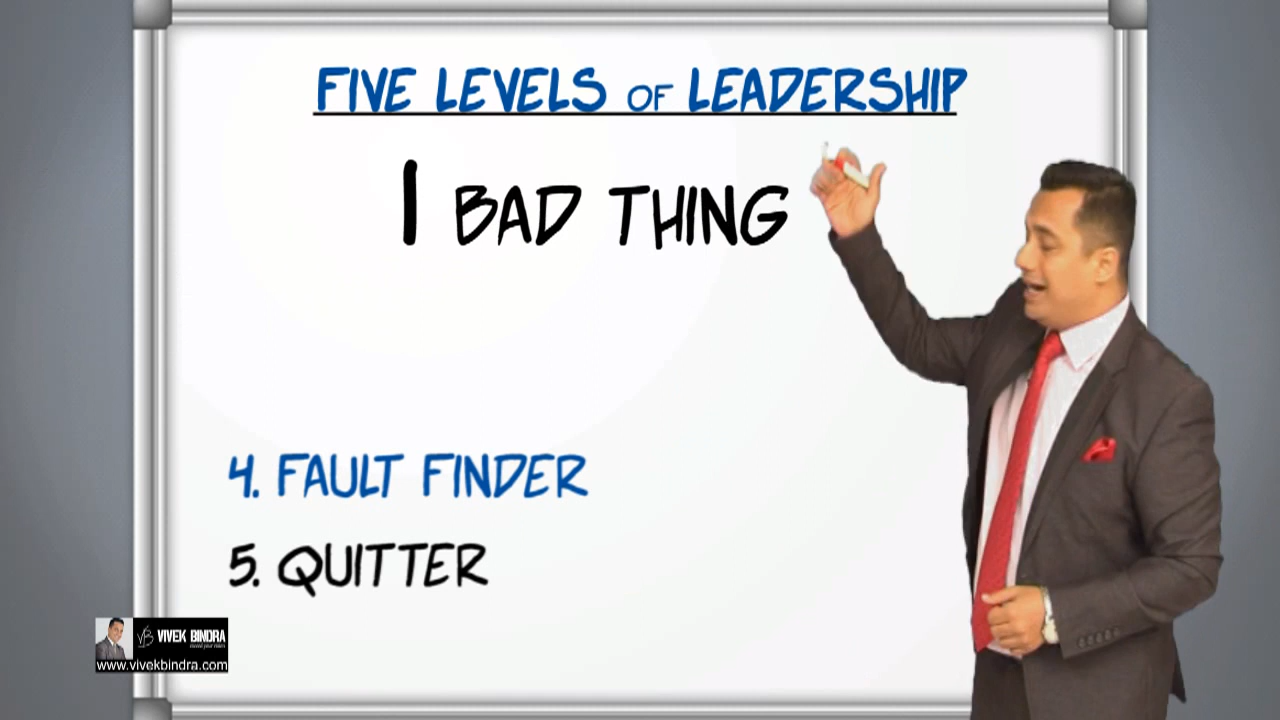 FIVE LEVELS OF LEADERSHIP
1 BAD THING
4. FAULT FINDER
5. QUITTER
VIVEK BINDRA
www.vivekbindra.com